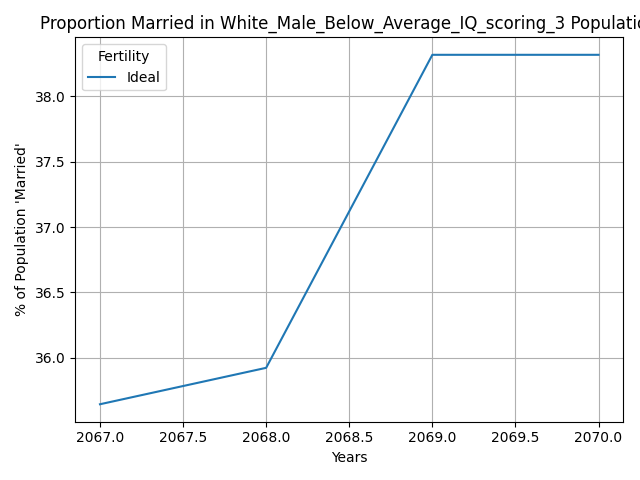 Proportion Married in White_Male_Below_Average_IQ_scoring_3 Populatio
Fertility
Ideal
% of Population 'Married'
38.0
37.5
37.0
36.5
36.0
2067.0 2067.5 2068.0 2068.5 2069.0 2069.5 2070.0
Years